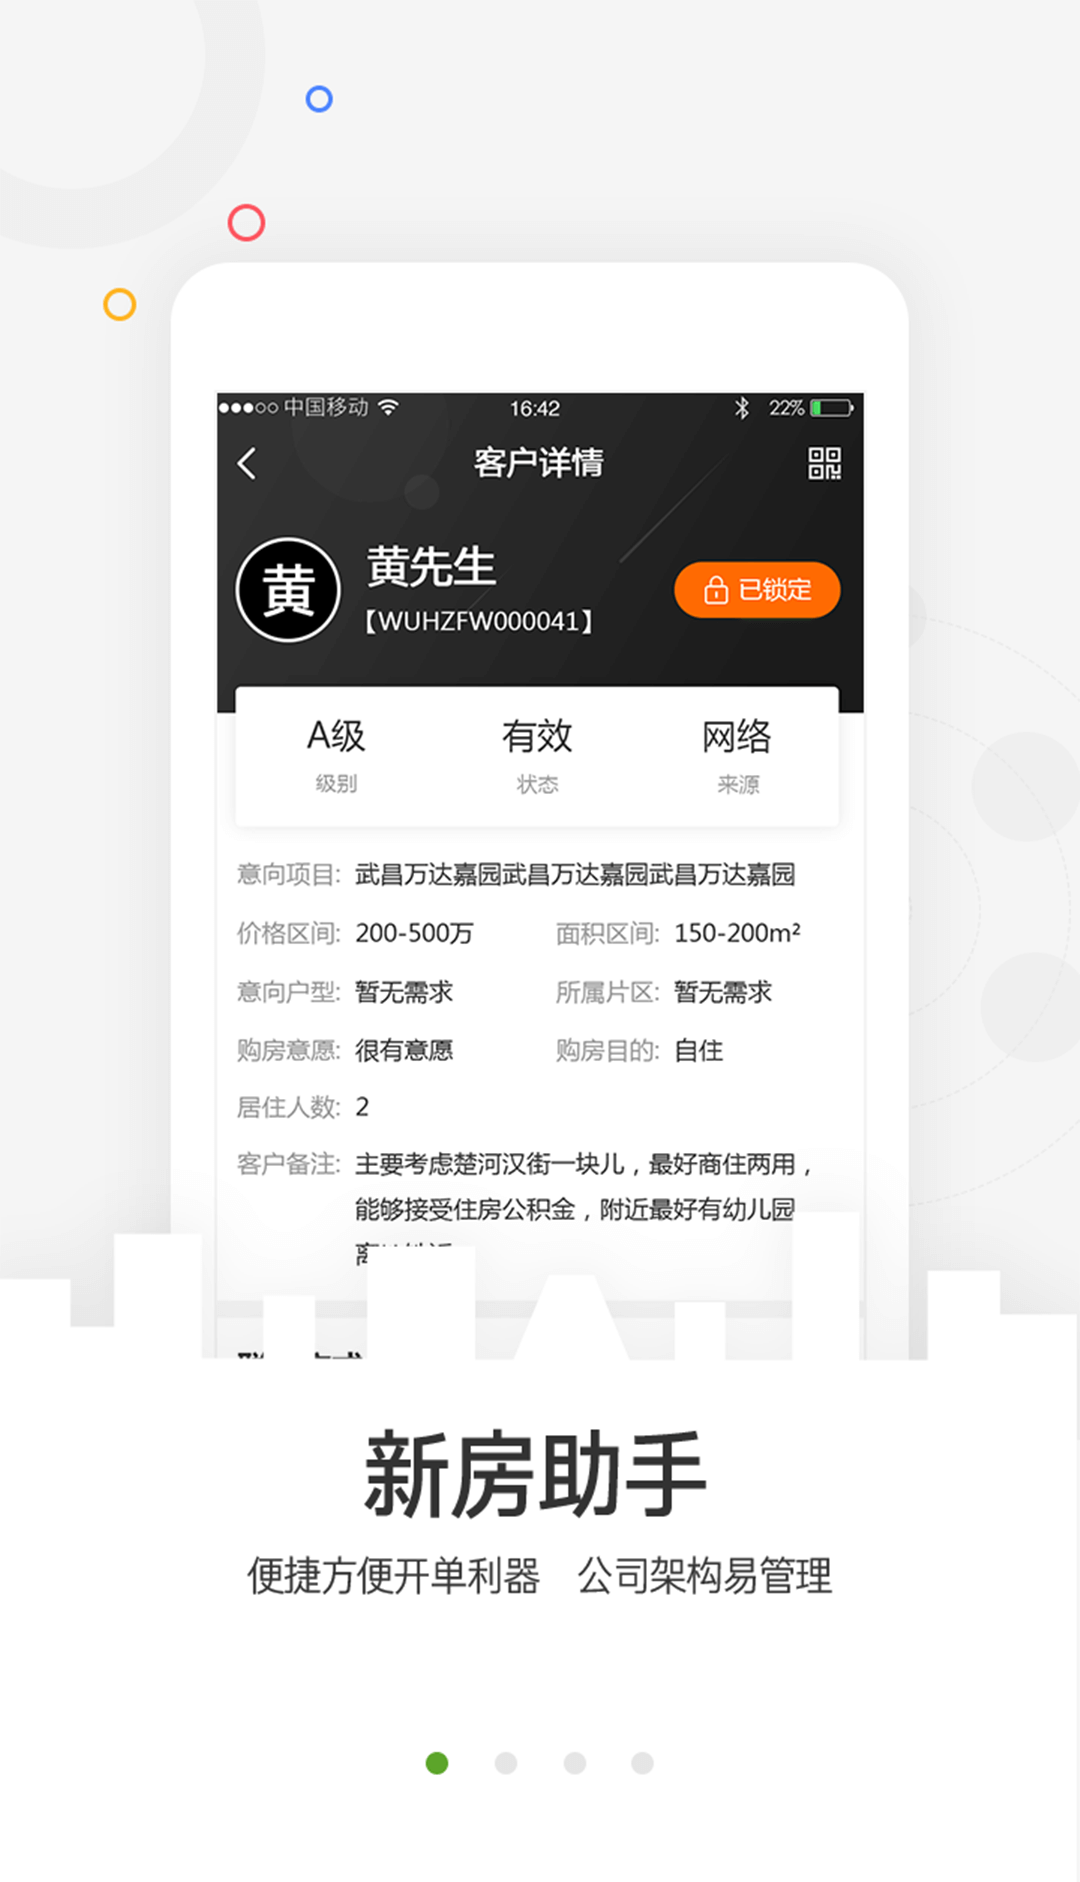 中国移动 16:42 22%
客户详情
黄 黄先生 已锁定
【WUHZFW000041】
A级 有效 网络
级别 状态 来源
意向项目: 武昌万达嘉园武昌万达嘉园武昌万达嘉园
价格区间: 200-500万 面积区间: 150-200m²
意向户型: 暂无需求 所属片区: 暂无需求
购房意愿: 很有意愿 购房目的: 自住
居住人数: 2
客户备注: 主要考虑楚河汉街一块儿，最好商住两用，
能够接受住房公积金，附近最好有幼儿园
新房助手
便捷方便开单利器 公司架构易管理